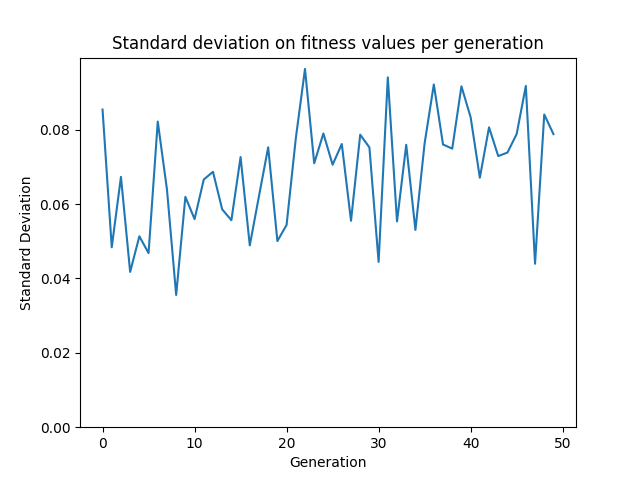 Standard deviation on fitness values per generation
Standard Deviation
0.08
0.06
0.04
0.02
0.00
0 10 20 30 40 50
Generation